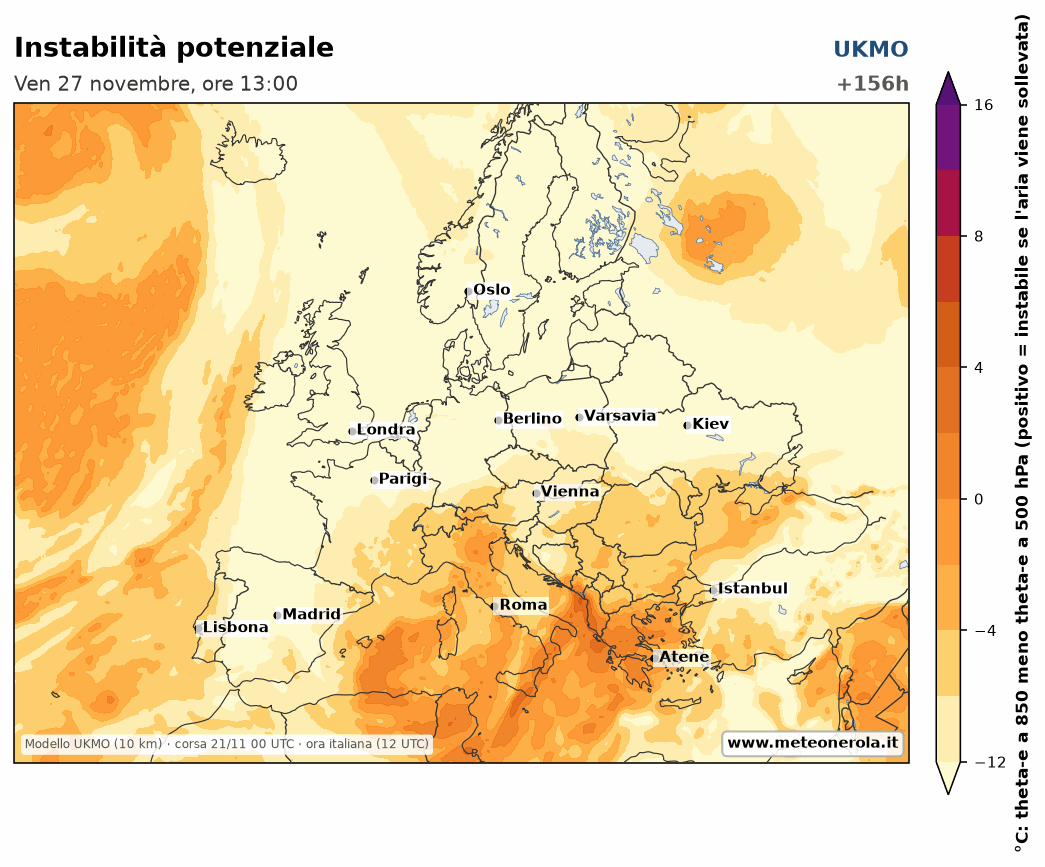 Instabilità potenziale
UKMO
Ven 27 novembre, ore 13:00
+156h
16
8
4
0
−4
−12
°C: theta-e a 850 meno theta-e a 500 hPa (positivo = instabile se l'aria viene sollevata)
Oslo
Berlino
Varsavia
Kiev
Londra
Parigi
Vienna
Istanbul
Roma
Madrid
Lisbona
Atene
Modello UKMO (10 km) · corsa 21/11 00 UTC · ora italiana (12 UTC)
www.meteonerola.it